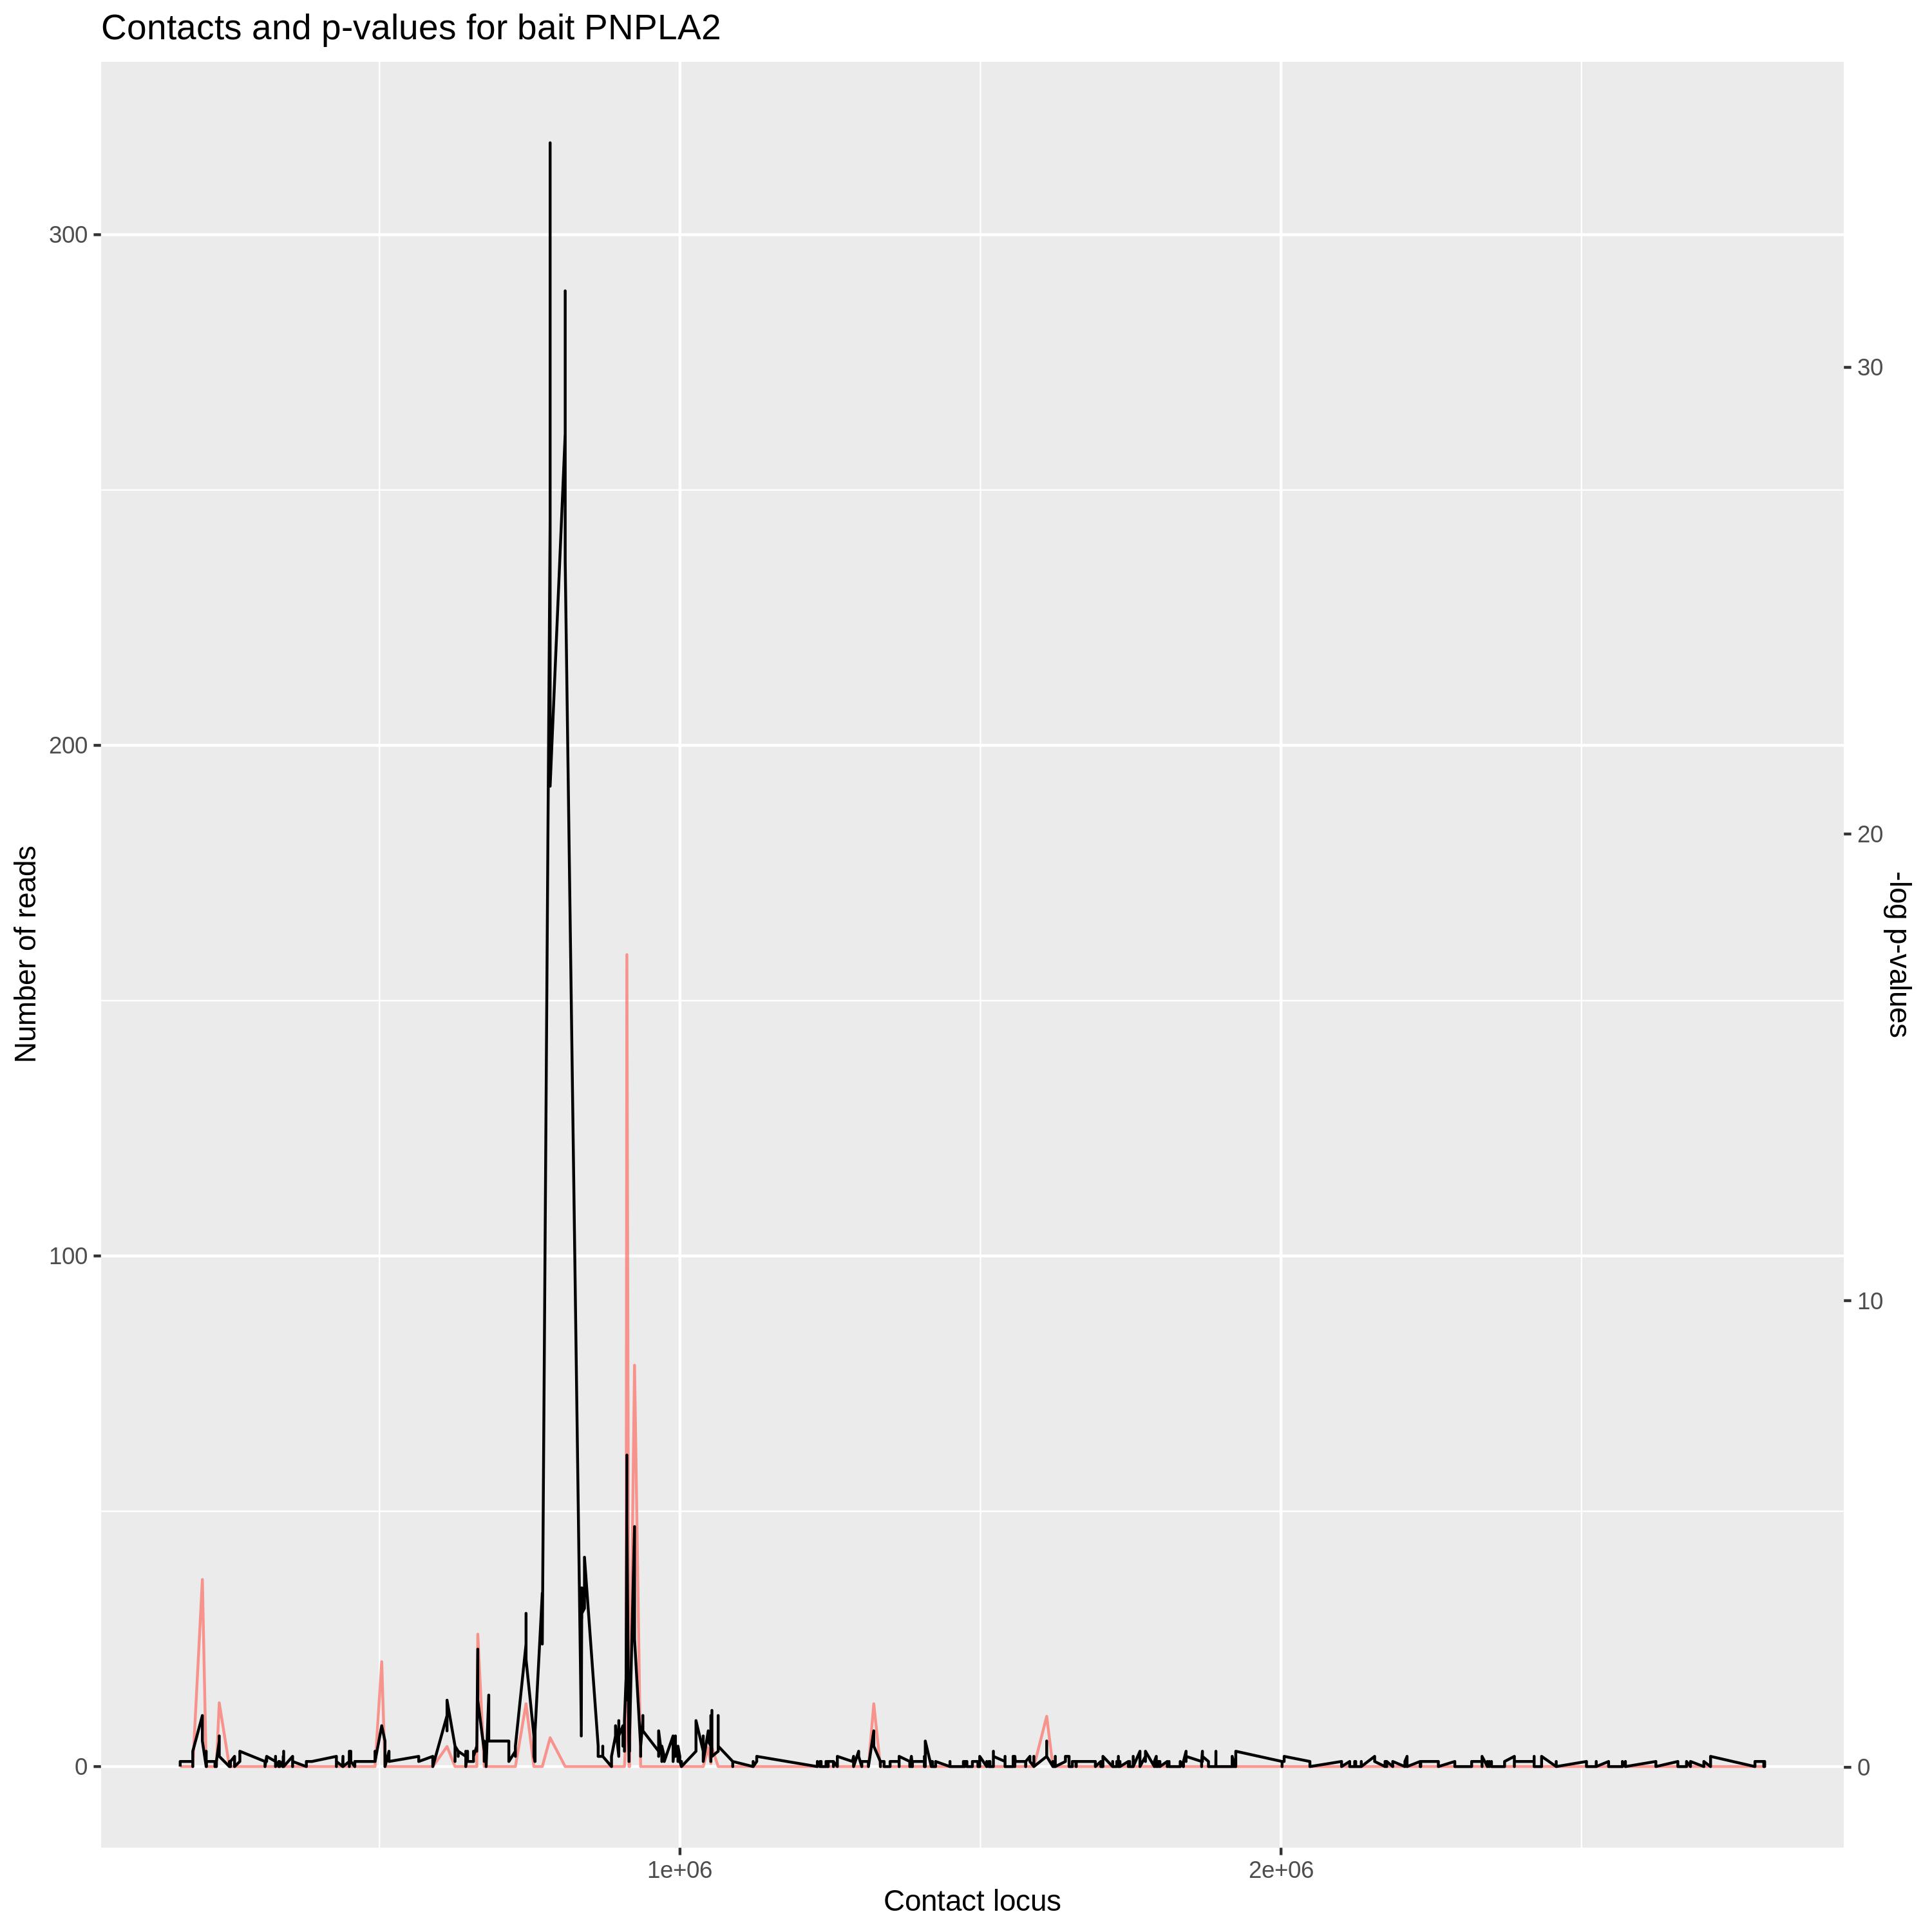 Contacts and p-values for bait PNPLA2
300
200
100
0
Number of reads
30
20
10
0
-log p-values
1e+06
2e+06
Contact locus